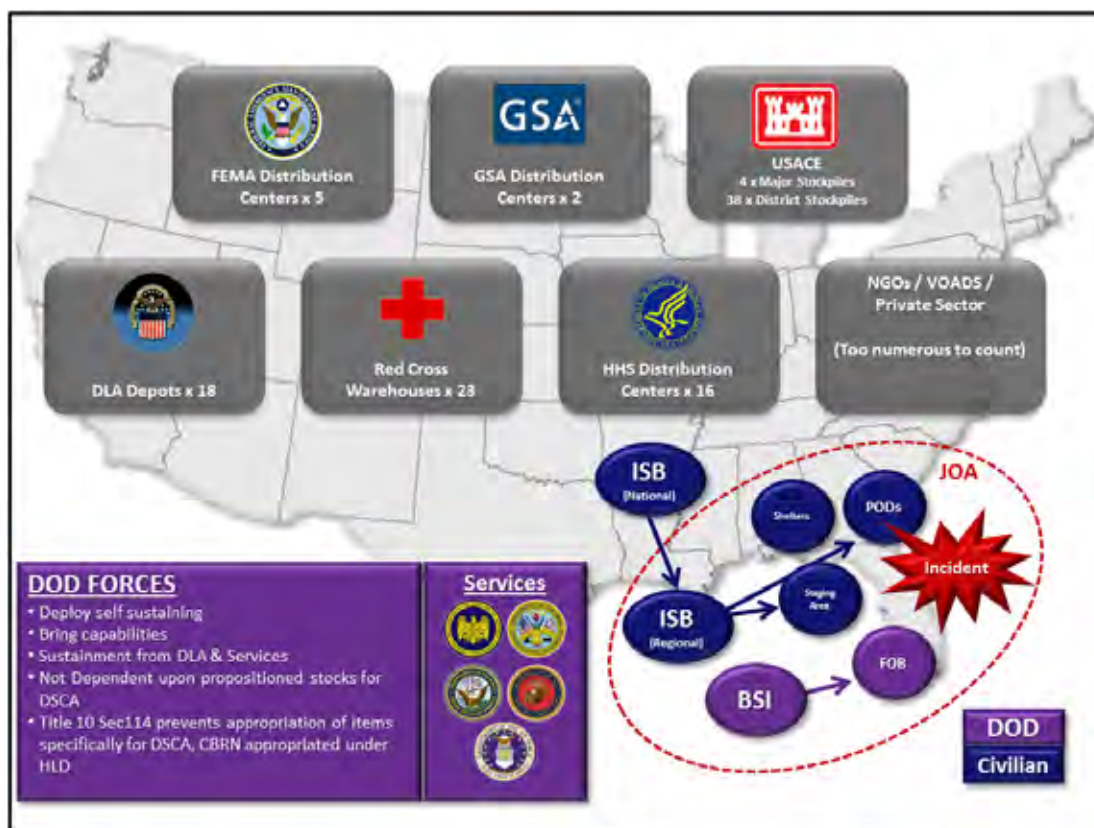 FEMA Distribution
Centers x 5
GSA
GSA Distribution
Centers x 2
USACE
4 x Major Stockpiles
38 x District Stockpiles
DLA Depots x 18
Red Cross
Warehouses x 23
HHS Distribution
Centers x 16
NGOs / VOADS /
Private Sector
(Too numerous to count)
ISB
(National)
JOA
Shelters
PODs
Incident
ISB
(Regional)
Staging
Area
BSI
FOB
DOD FORCES
• Deploy self sustaining
• Bring capabilities
• Sustainment from DLA & Services
• Not Dependent upon propositioned stocks for
DSCA
• Title 10 Sec114 prevents appropriation of items
specifically for DSCA, CBRN appropriated under
HLD
Services
DOD
Civilian